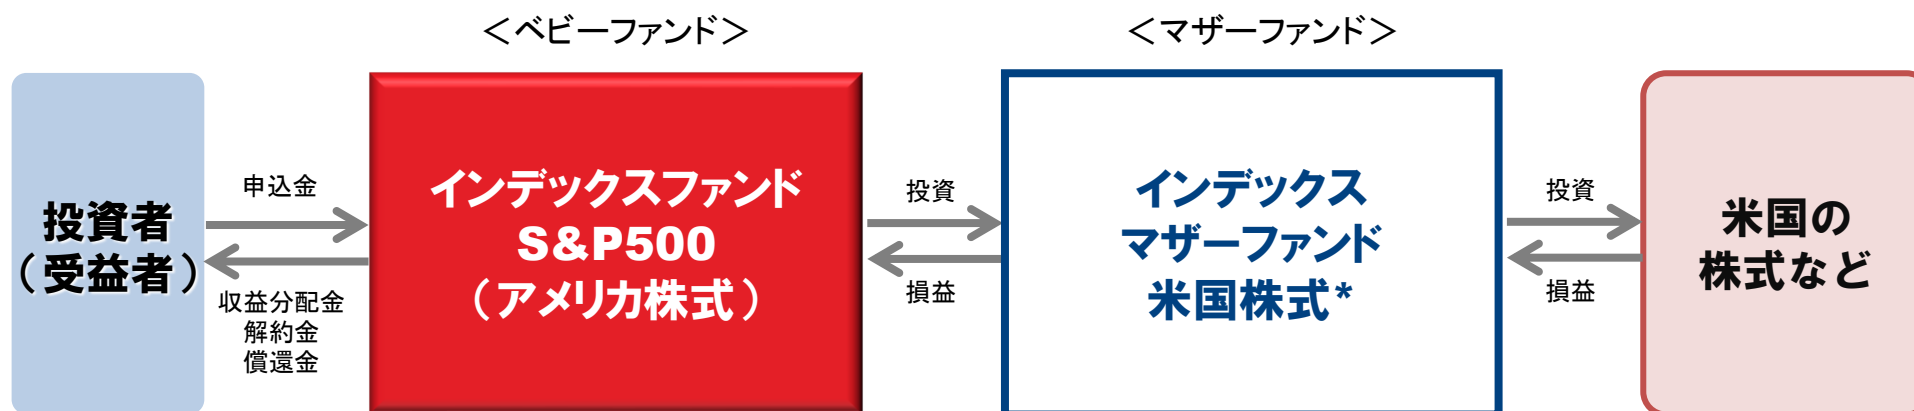 ＜ベビーファンド＞
＜マザーファンド＞
投資者
（受益者）
申込金
収益分配金
解約金
償還金
インデックスファンド
S&P500
（アメリカ株式）
投資
損益
インデックス
マザーファンド
米国株式*
投資
損益
米国の
株式など